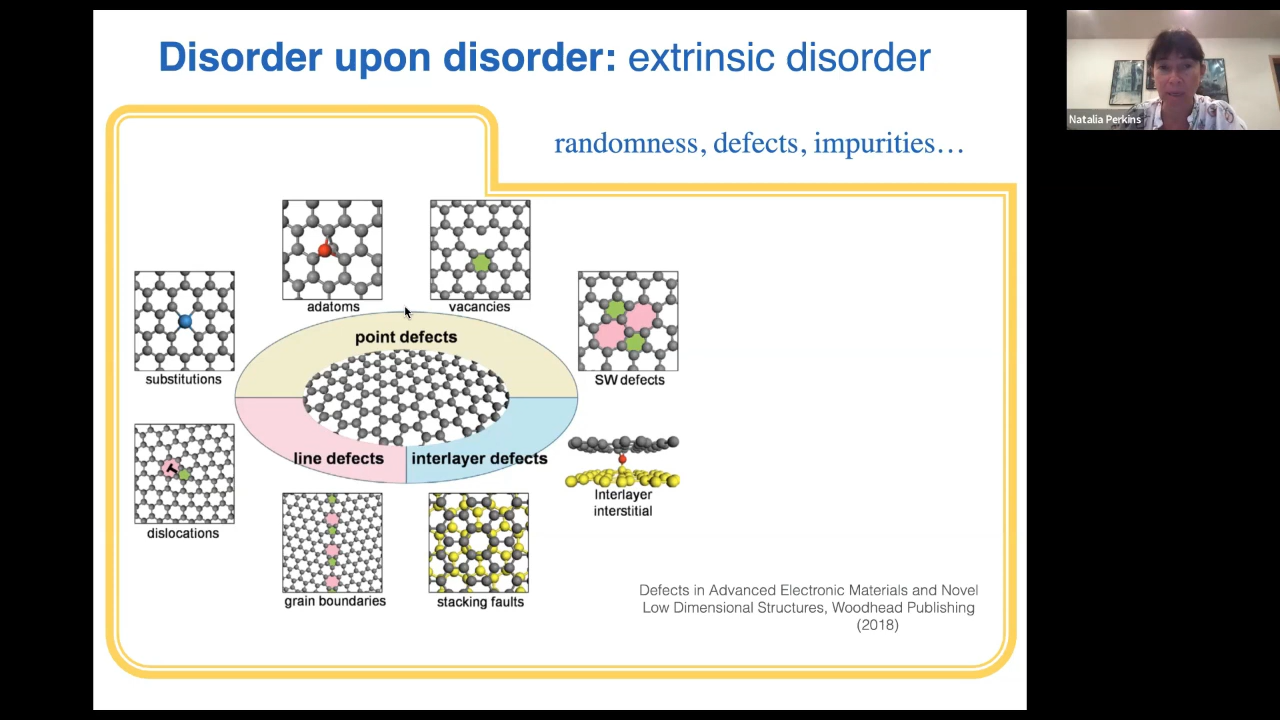 Disorder upon disorder: extrinsic disorder
Natalia Perkins
randomness, defects, impurities…
adatoms
vacancies
point defects
substitutions
SW defects
line defects
interlayer defects
Interlayer
interstitial
dislocations
grain boundaries
stacking faults
Defects in Advanced Electronic Materials and Novel
Low Dimensional Structures, Woodhead Publishing
(2018)